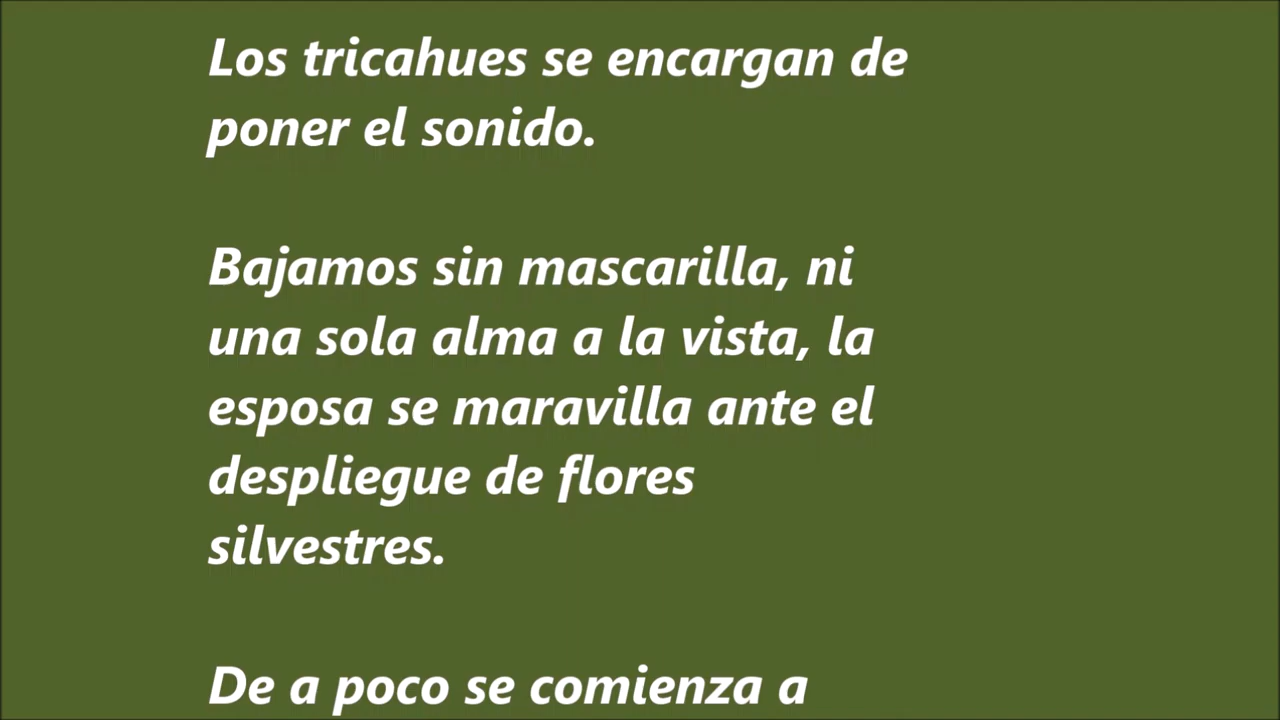 Los tricahues se encargan de
poner el sonido.
Bajamos sin mascarilla, ni
una sola alma a la vista, la
esposa se maravilla ante el
despliegue de flores
silvestres.
De a poco se comienza a